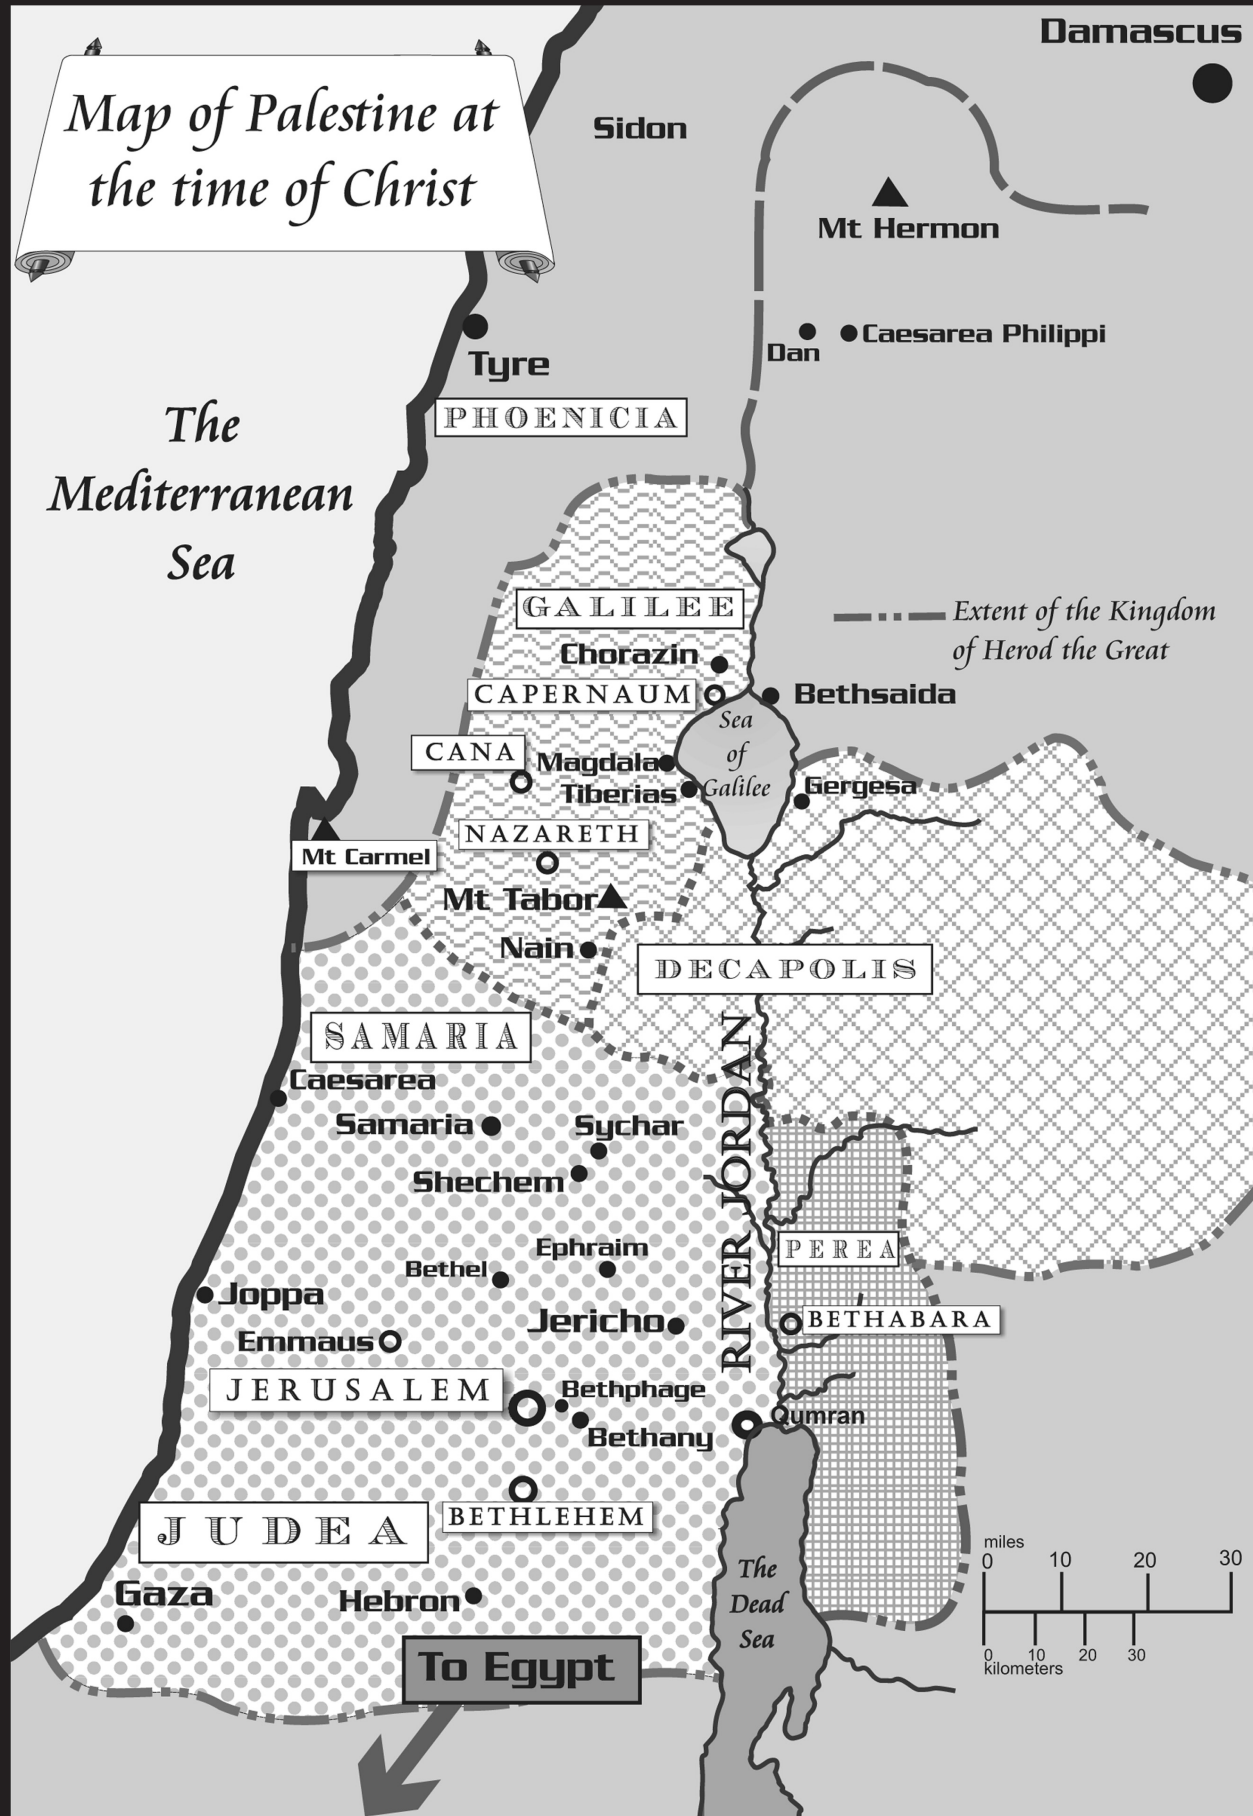 Damascus
Map of Palestine at
the time of Christ
Sidon
Mt Hermon
Dan
Caesarea Philippi
Tyre
PHOENICIA
The
Mediterranean
Sea
GALILEE
Extent of the Kingdom
of Herod the Great
Chorazin
CAPERNAUM
Bethsaida
Sea
of
Galilee
CANA
Magdala
Tiberias
Gergesa
NAZARETH
Mt Carmel
Mt Tabor
Nain
DECAPOLIS
SAMARIA
RIVER JORDAN
Caesarea
Samaria
Sychar
Shechem
Ephraim
Bethel
PEREA
Joppa
Jericho
BETHABARA
Emmaus
JERUSALEM
Bethphage
Qumran
Bethany
BETHLEHEM
JUDEA
The
Dead
Sea
Gaza
Hebron
To Egypt
miles
0 10 20 30
0 10 20 30
kilometers